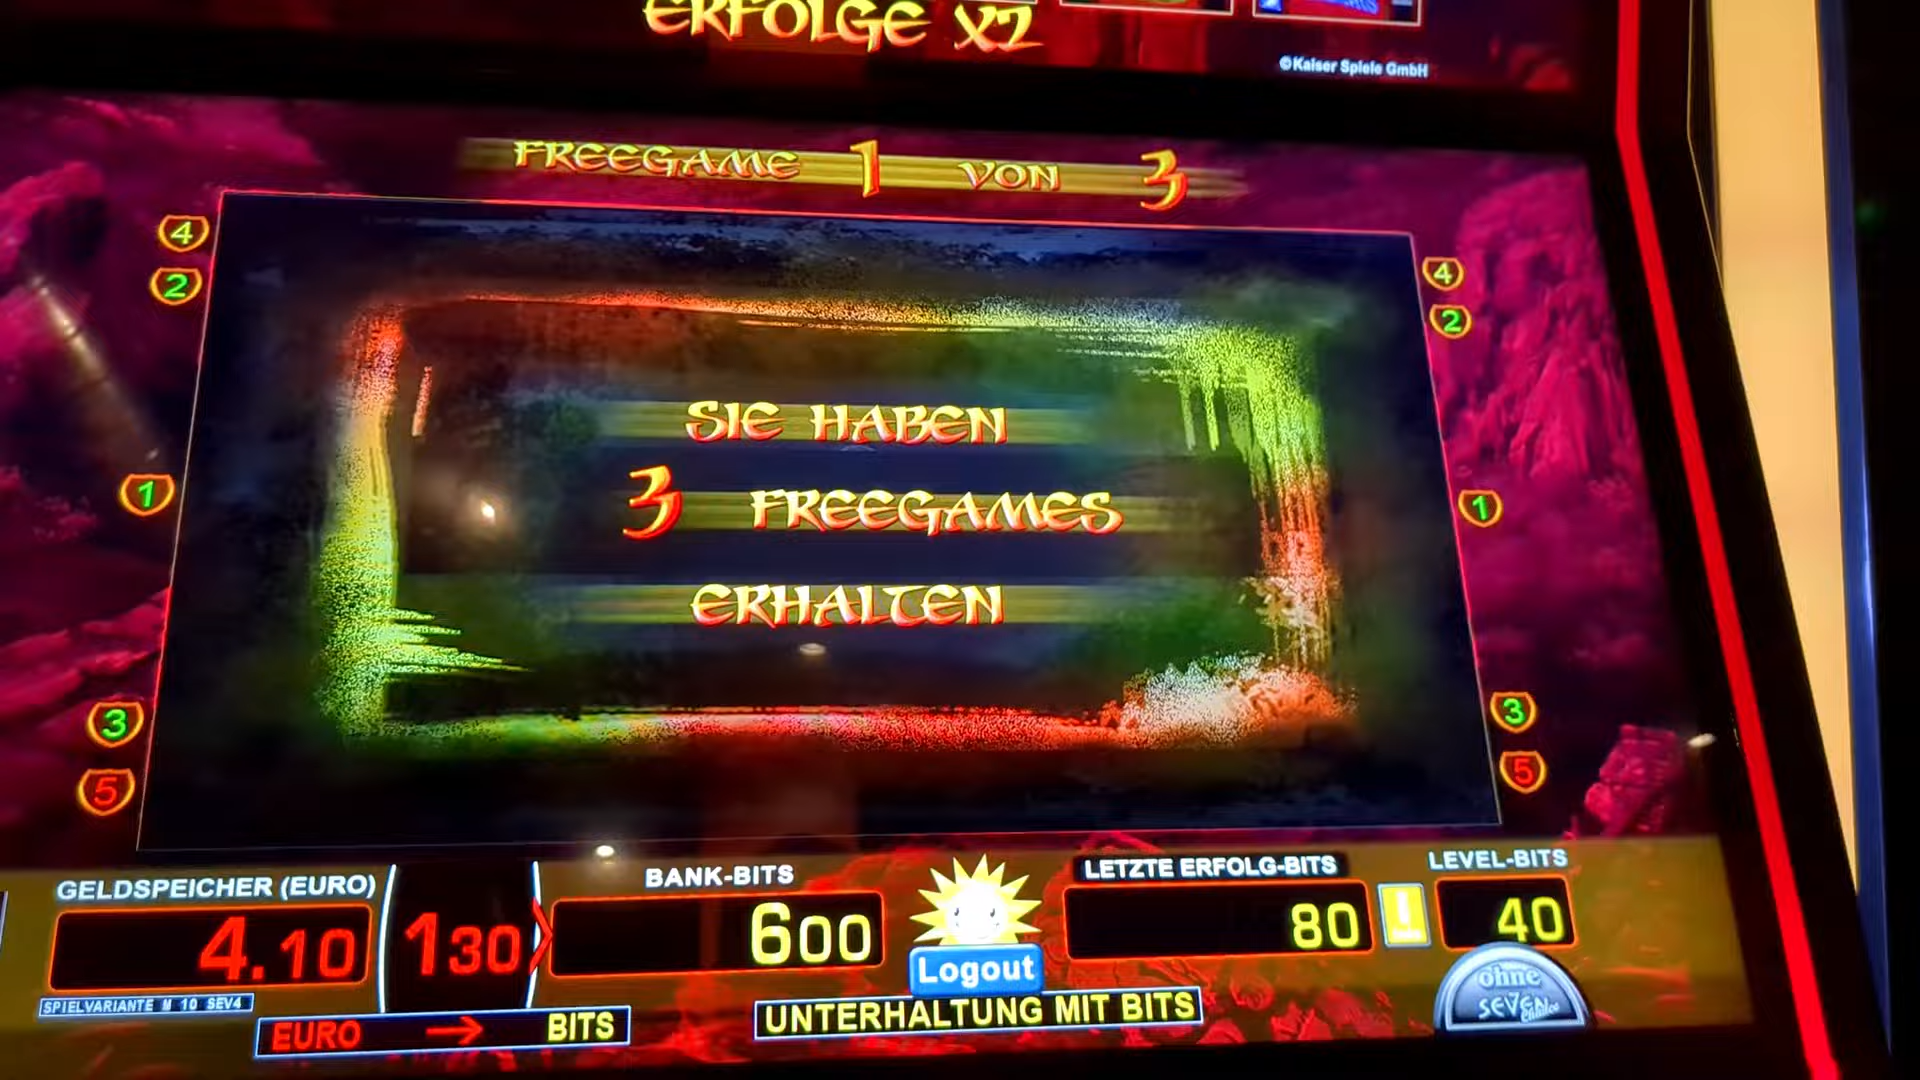 ERFOLGE X2
©Kaiser Spiele GmbH
FREEGAME 1 VON 3
4 4
2 2
SIE HABEN
1 3 FREEGAMES 1
ERHALTEN
3 3
5 5
GELDSPEICHER (EURO) BANK-BITS LETZTE ERFOLG-BITS LEVEL-BITS
4.10 130 600 80 ! 40
Logout
ohne
SEVEN
SPIELVARIANTE M 10 SEV4
EURO → BITS
UNTERHALTUNG MIT BITS